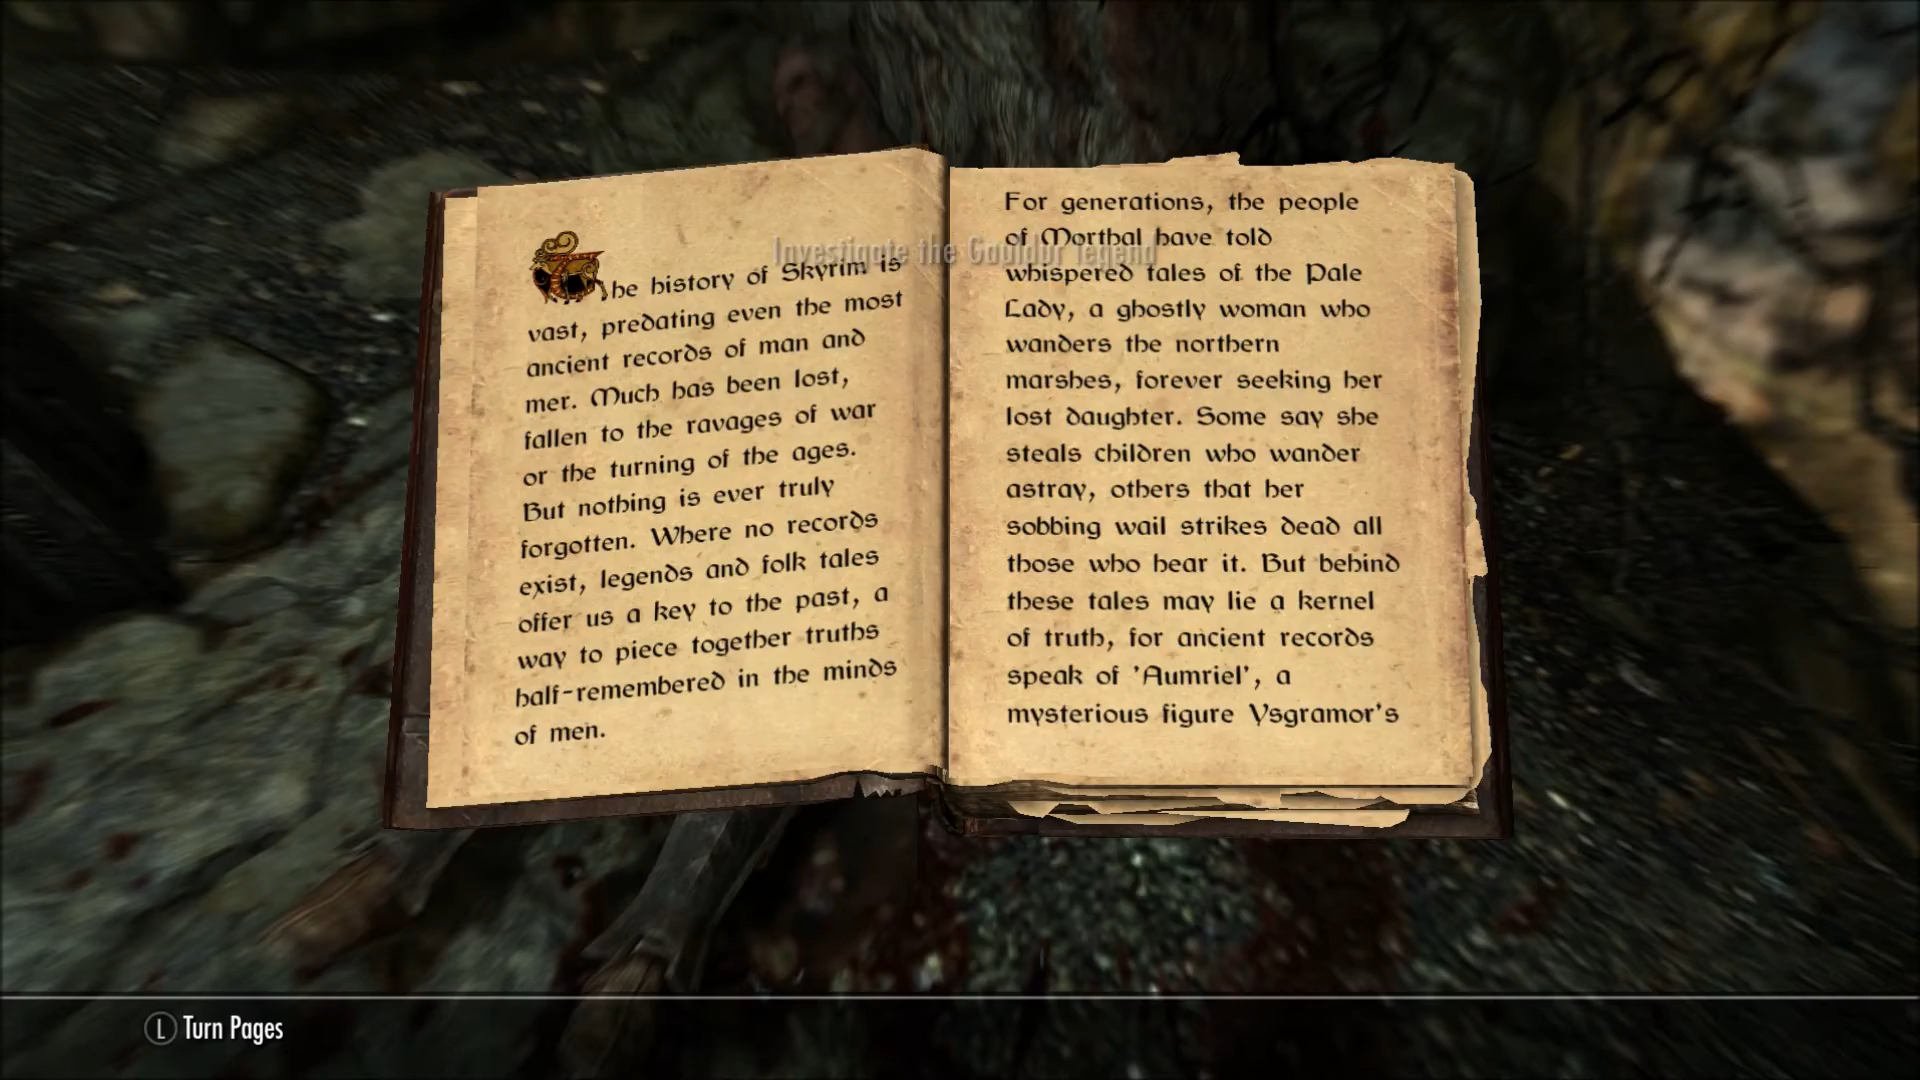 The history of Skyrim is
vast, predating even the most
ancient records of man and
mer. Much has been lost,
fallen to the ravages of war
or the turning of the ages.
But nothing is ever truly
forgotten. Where no records
exist, legends and folk tales
offer us a key to the past, a
way to piece together truths
half-remembered in the minds
of men.
For generations, the people
of Morthal have told
whispered tales of the Pale
Lady, a ghostly woman who
wanders the northern
marshes, forever seeking her
lost daughter. Some say she
steals children who wander
astray, others that her
sobbing wail strikes dead all
those who hear it. But behind
these tales may lie a kernel
of truth, for ancient records
speak of 'Aumriel', a
mysterious figure Ysgramor's
Investigate the Gauldur legend
L Turn Pages